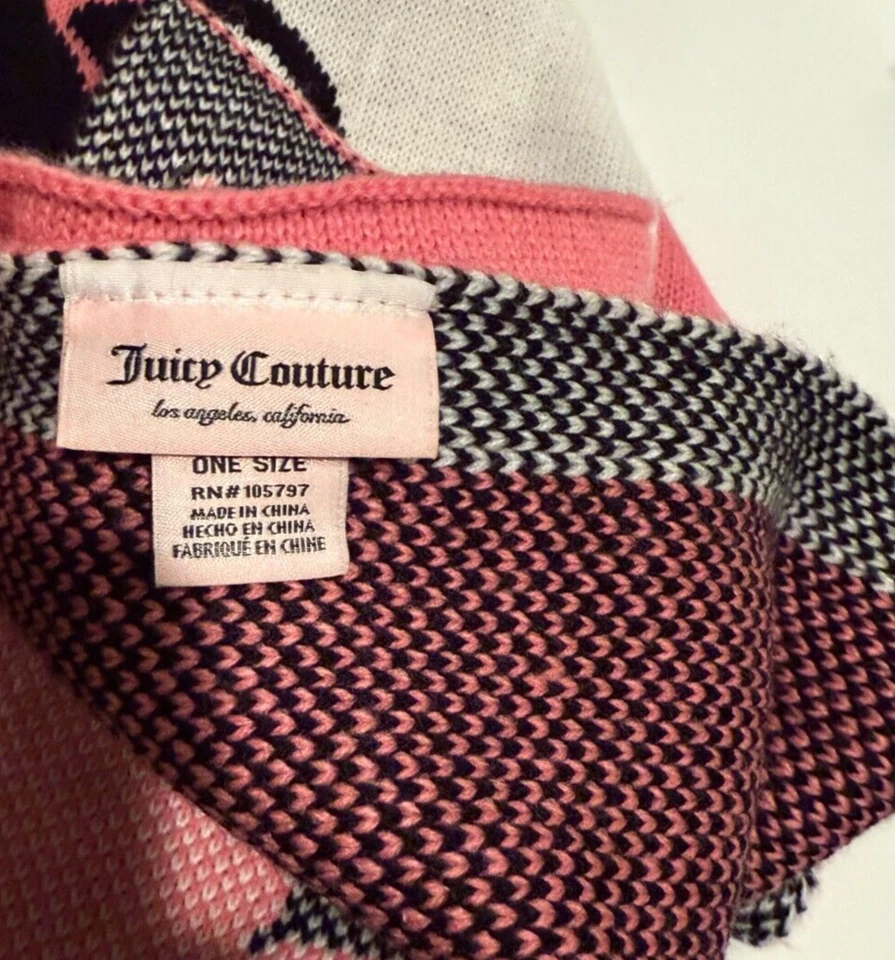 Juicy Couture
los angeles, california
ONE SIZE
RN# 105797
MADE IN CHINA
HECHO EN CHINA
FABRIQUÉ EN CHINE